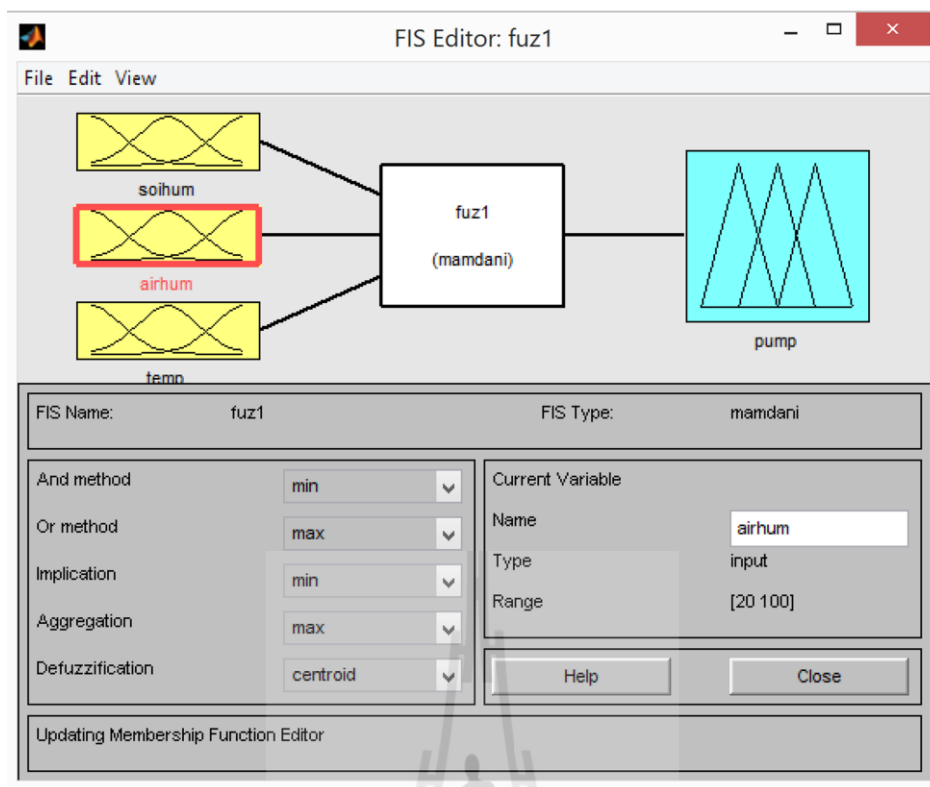 FIS Editor: fuz1
File Edit View
soihum
airhum
temp
fuz1
(mamdani)
pump
FIS Name: fuz1 FIS Type: mamdani
And method min
Or method max
Implication min
Aggregation max
Defuzzification centroid
Current Variable
Name airhum
Type input
Range [20 100]
Help Close
Updating Membership Function Editor